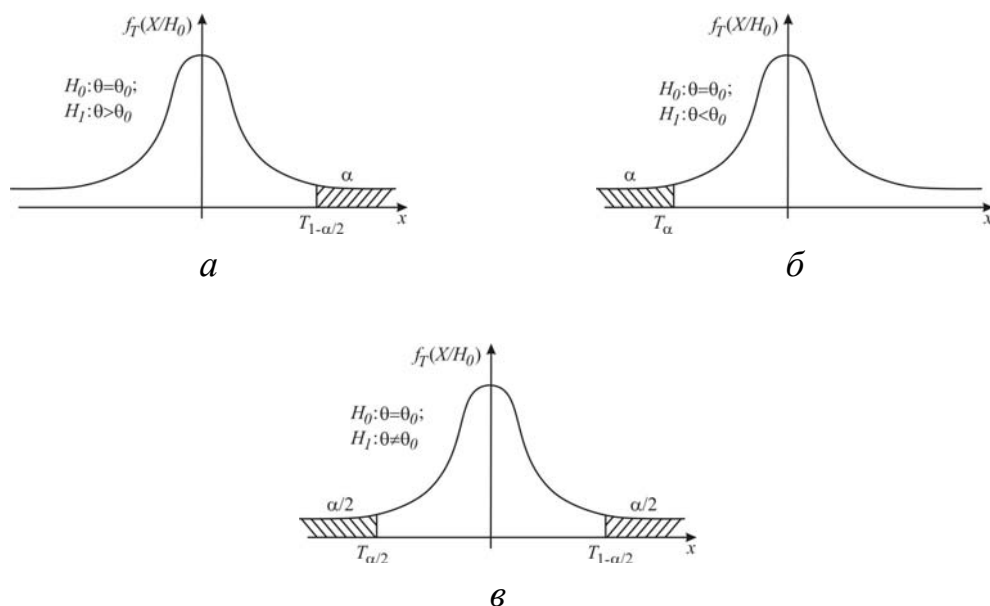 f_T(X/H_0)
H_0:θ=θ_0;
H_1:θ>θ_0
α
T_{1-α/2}
x
а
f_T(X/H_0)
H_0:θ=θ_0;
H_1:θ<θ_0
α
T_α
x
б
f_T(X/H_0)
H_0:θ=θ_0;
H_1:θ≠θ_0
α/2
α/2
T_{α/2}
T_{1-α/2}
x
в